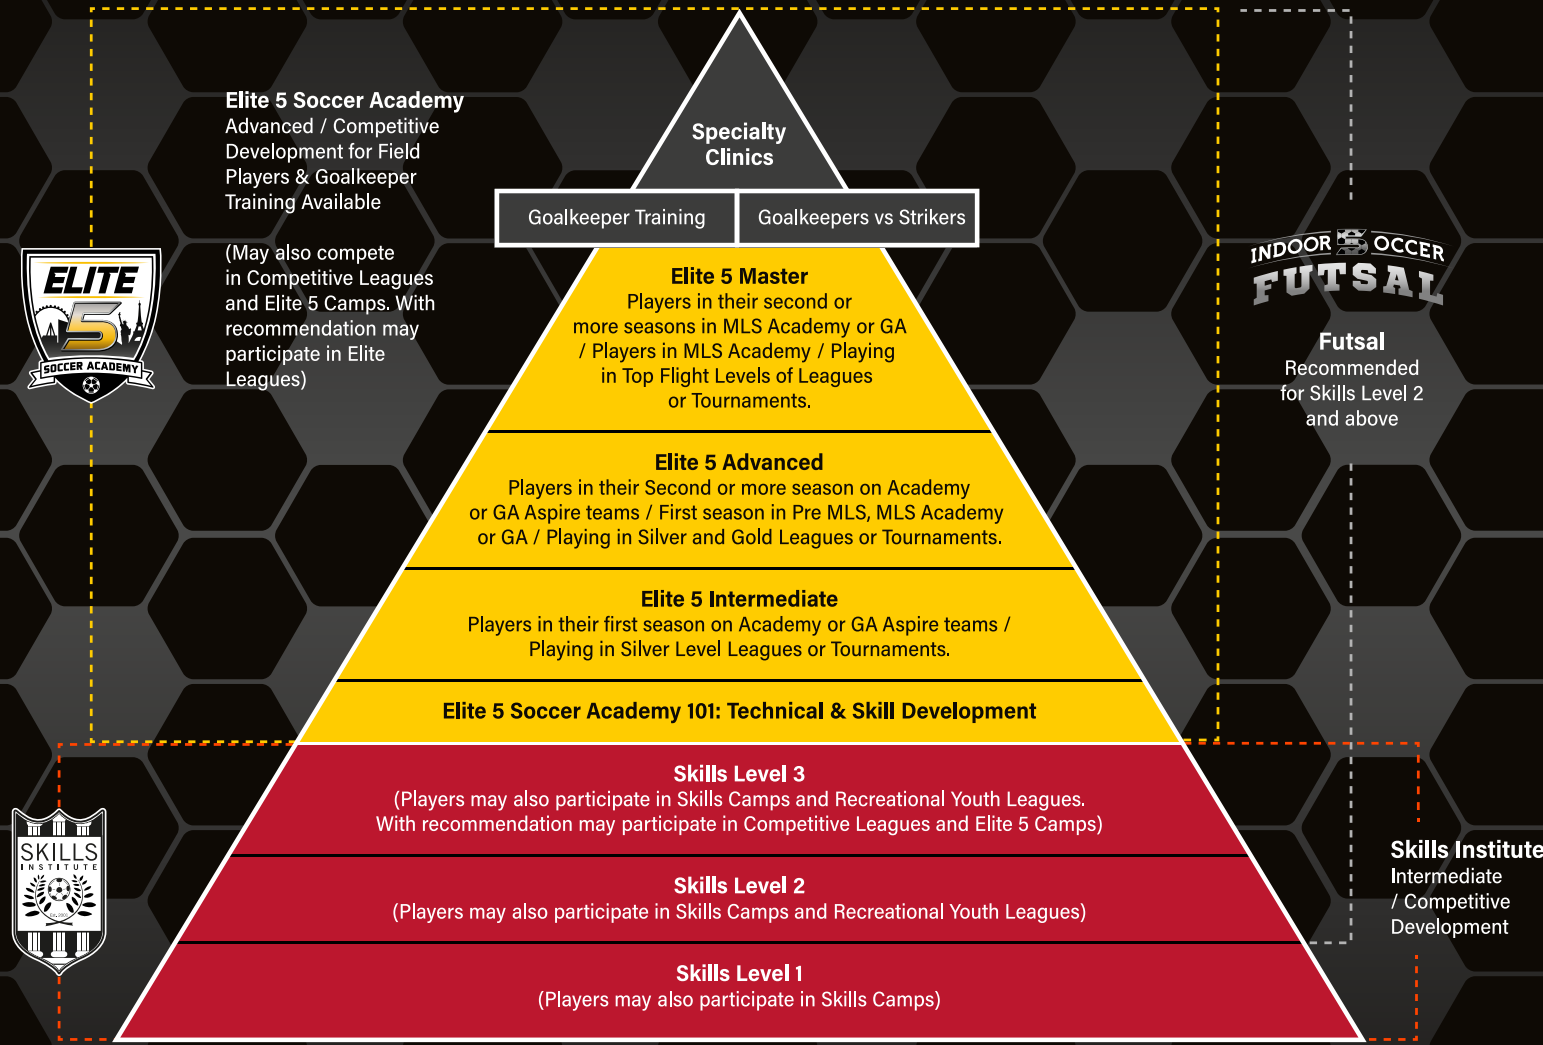 Elite 5 Soccer Academy
Advanced / Competitive
Development for Field
Players & Goalkeeper
Training Available
(May also compete
in Competitive Leagues
and Elite 5 Camps. With
recommendation may
participate in Elite
Leagues)
ELITE
5
SOCCER ACADEMY
Specialty
Clinics
Goalkeeper Training
Goalkeepers vs Strikers
Elite 5 Master
Players in their second or
more seasons in MLS Academy or GA
/ Players in MLS Academy / Playing
in Top Flight Levels of Leagues
or Tournaments.
Elite 5 Advanced
Players in their Second or more season on Academy
or GA Aspire teams / First season in Pre MLS, MLS Academy
or GA / Playing in Silver and Gold Leagues or Tournaments.
Elite 5 Intermediate
Players in their first season on Academy or GA Aspire teams /
Playing in Silver Level Leagues or Tournaments.
Elite 5 Soccer Academy 101: Technical & Skill Development
Skills Level 3
(Players may also participate in Skills Camps and Recreational Youth Leagues.
With recommendation may participate in Competitive Leagues and Elite 5 Camps)
Skills Level 2
(Players may also participate in Skills Camps and Recreational Youth Leagues)
Skills Level 1
(Players may also participate in Skills Camps)
INDOOR SOCCER
FUTSAL
Futsal
Recommended
for Skills Level 2
and above
SKILLS
INSTITUTE
Skills Institute
Intermediate
/ Competitive
Development